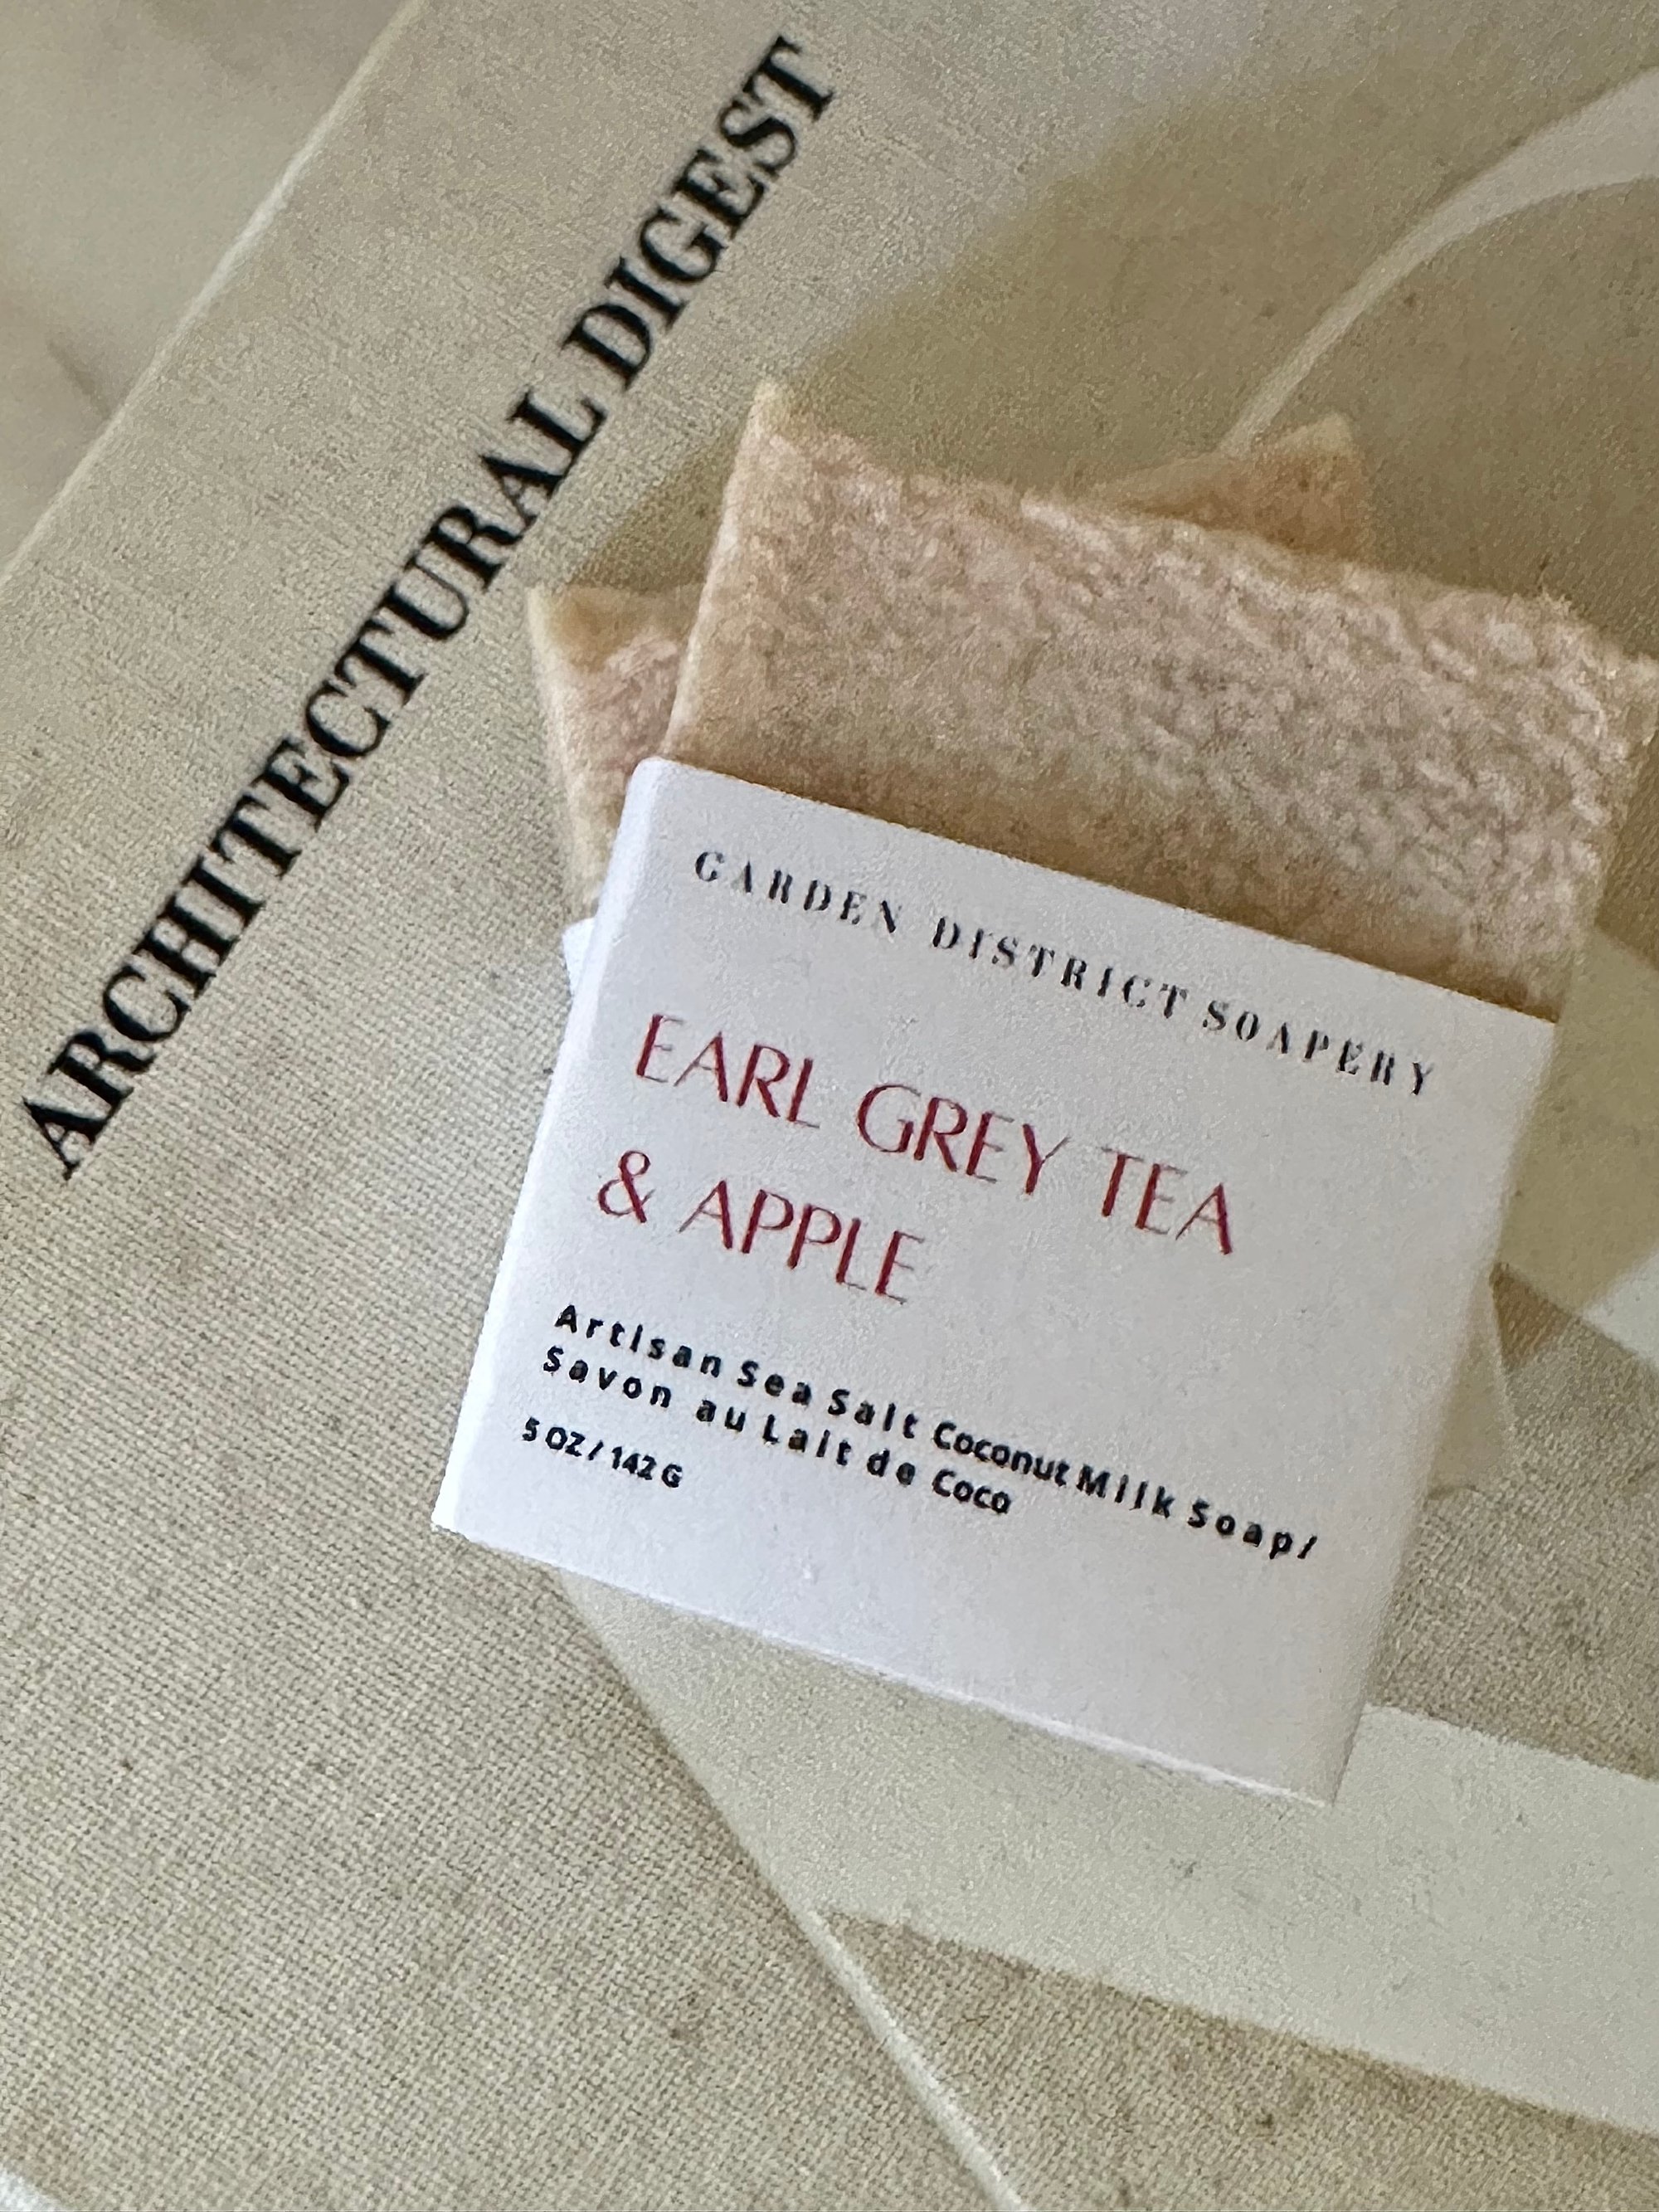 ARCHITECTURAL DIGEST
GARDEN DISTRICT SOAPERY
EARL GREY TEA
& APPLE
Artisan Sea Salt Coconut Milk Soap/
Savon au Lait de Coco
5 OZ / 142 G